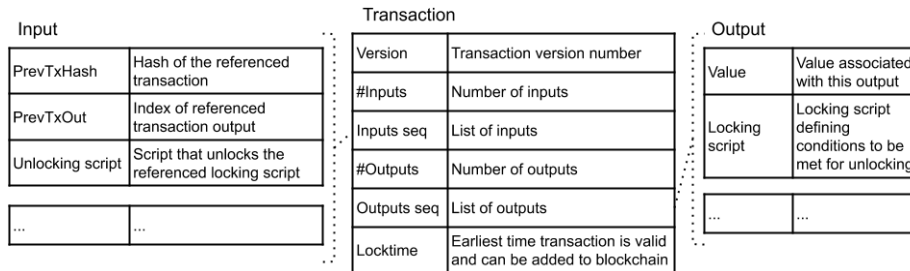 Input
PrevTxHash
Hash of the referenced
transaction
PrevTxOut
Index of referenced
transaction output
Unlocking script
Script that unlocks the
referenced locking script
...
...
Transaction
Version
Transaction version number
#Inputs
Number of inputs
Inputs seq
List of inputs
#Outputs
Number of outputs
Outputs seq
List of outputs
Locktime
Earliest time transaction is valid
and can be added to blockchain
Output
Value
Value associated
with this output
Locking
script
Locking script
defining
conditions to be
met for unlocking
...
...